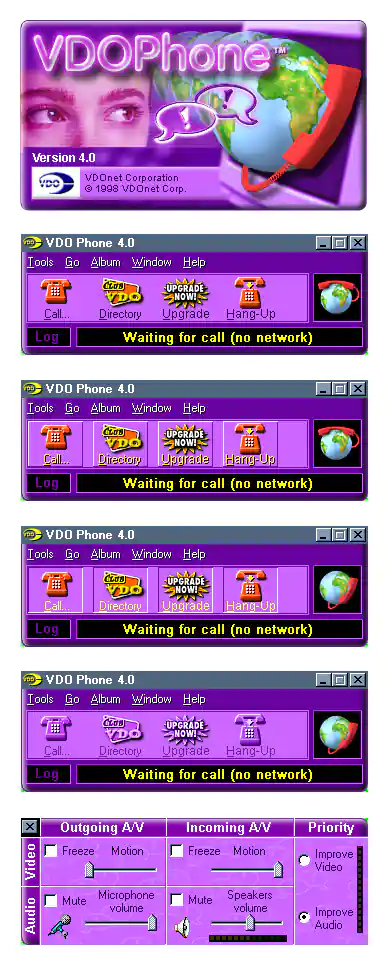 VDOPhone™
Version 4.0
VDO
VDOnet Corporation
© 1998 VDOnet Corp.
VDO Phone 4.0
Tools Go Album Window Help
CLUB VDO UPGRADE NOW!
Call... Directory Upgrade Hang-Up
Log Waiting for call (no network)
VDO Phone 4.0
Tools Go Album Window Help
CLUB VDO UPGRADE NOW!
Call... Directory Upgrade Hang-Up
Log Waiting for call (no network)
VDO Phone 4.0
Tools Go Album Window Help
CLUB VDO UPGRADE NOW!
Call... Directory Upgrade Hang-Up
Log Waiting for call (no network)
VDO Phone 4.0
Tools Go Album Window Help
CLUB VDO UPGRADE NOW!
Call... Directory Upgrade Hang-Up
Log Waiting for call (no network)
Outgoing A/V Incoming A/V Priority
Video Freeze Motion Freeze Motion Improve Video
Audio Mute Microphone volume Mute Speakers volume Improve Audio